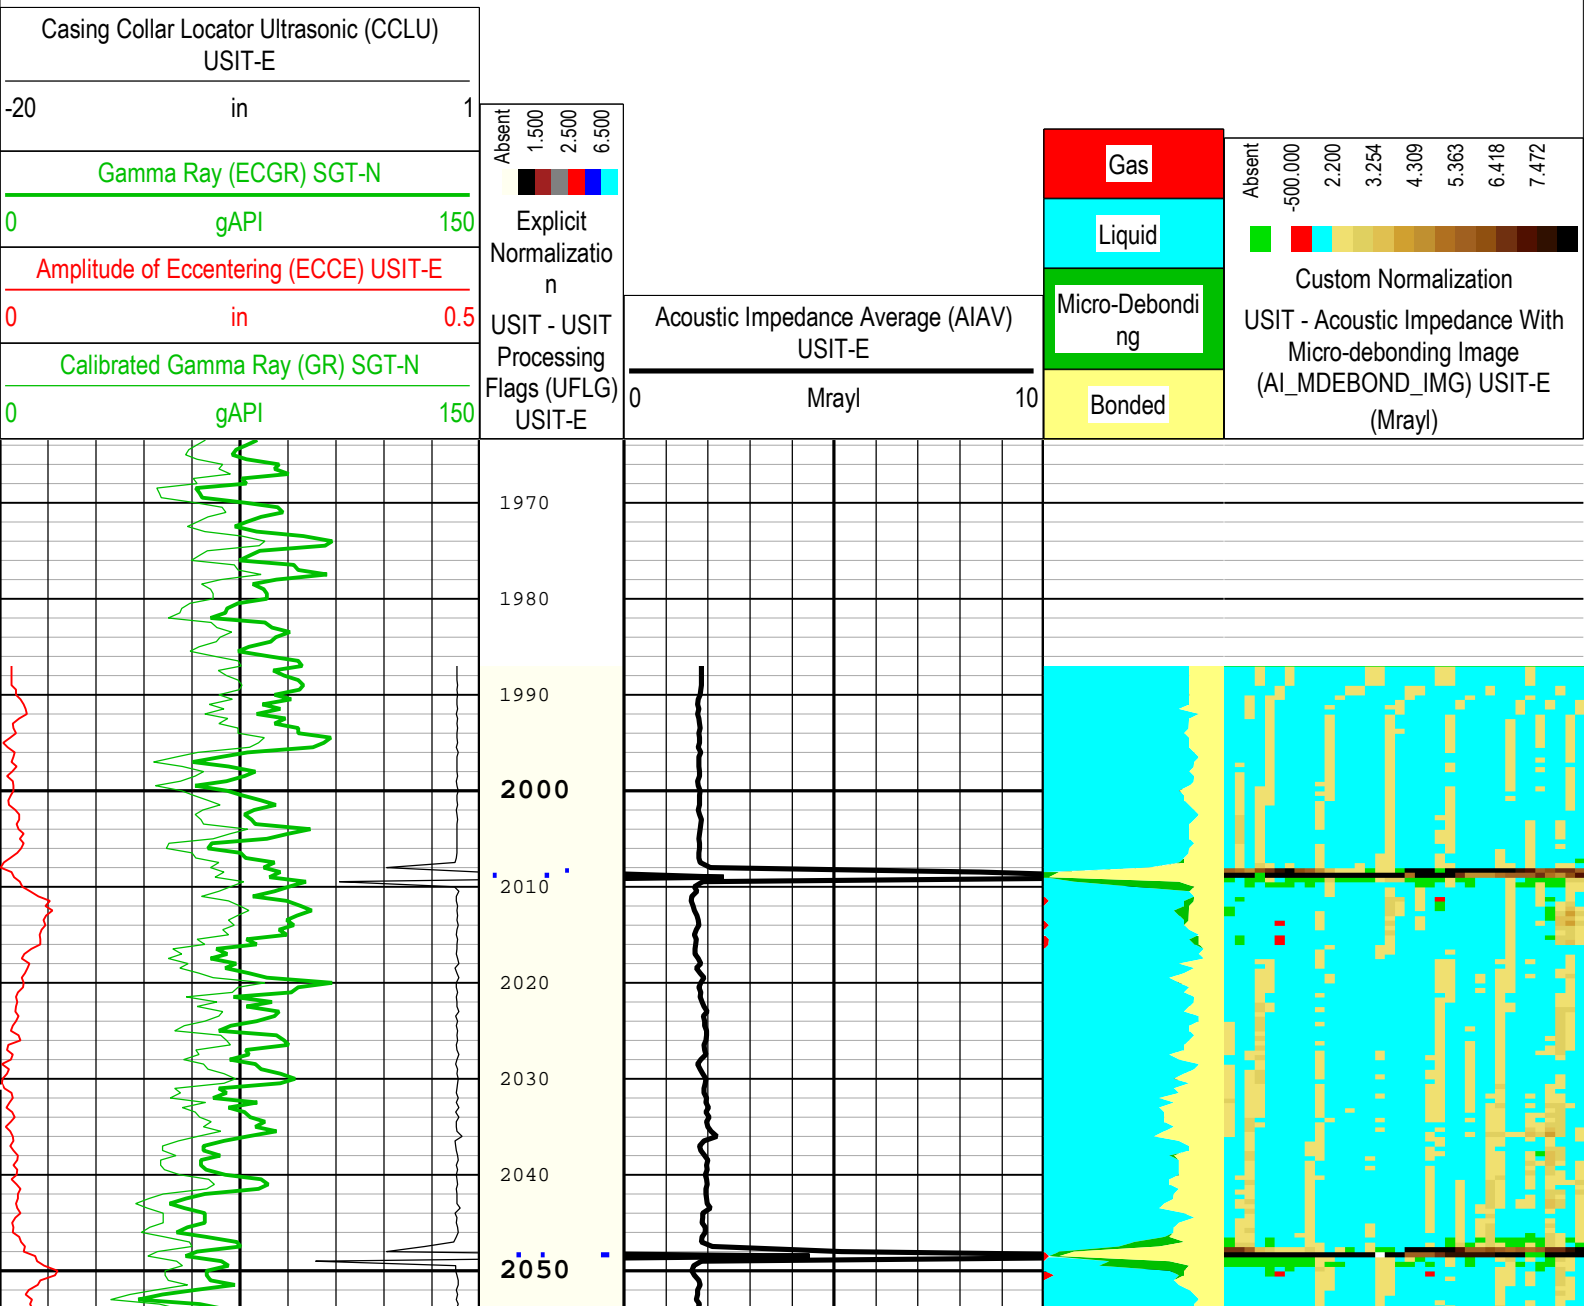 Casing Collar Locator Ultrasonic (CCLU)
USIT-E
-20 in 1
Gamma Ray (ECGR) SGT-N
0 gAPI 150
Amplitude of Eccentering (ECCE) USIT-E
0 in 0.5
Calibrated Gamma Ray (GR) SGT-N
0 gAPI 150
Absent
1.500
2.500
6.500
Explicit
Normalizatio
n
USIT - USIT
Processing
Flags (UFLG)
USIT-E
Acoustic Impedance Average (AIAV)
USIT-E
0 Mrayl 10
Gas
Liquid
Micro-Debondi
ng
Bonded
Absent
-500.000
2.200
3.254
4.309
5.363
6.418
7.472
Custom Normalization
USIT - Acoustic Impedance With
Micro-debonding Image
(AI_MDEBOND_IMG) USIT-E
(Mrayl)
1970
1980
1990
2000
2010
2020
2030
2040
2050